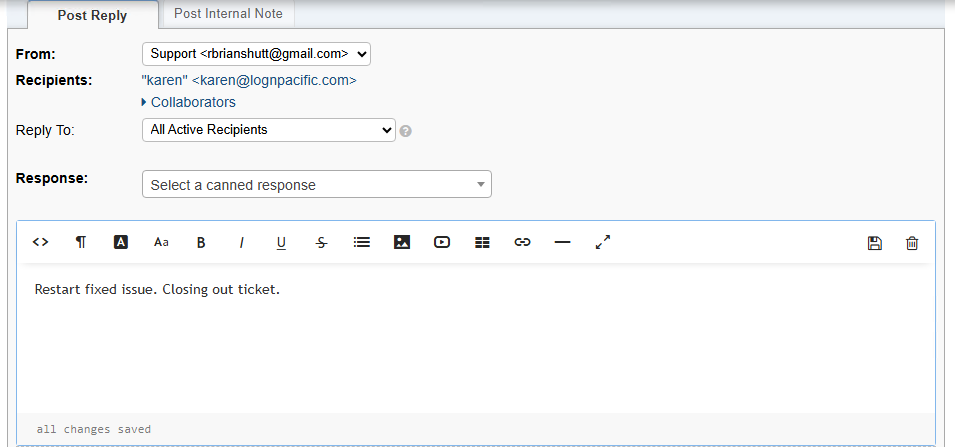 Post Reply
Post Internal Note
From:
Support <rbrianshutt@gmail.com>
Recipients:
"karen" <karen@lognpacific.com>
Collaborators
Reply To:
All Active Recipients
?
Response:
Select a canned response
<> ¶ A Aa B I U S
Restart fixed issue. Closing out ticket.
all changes saved